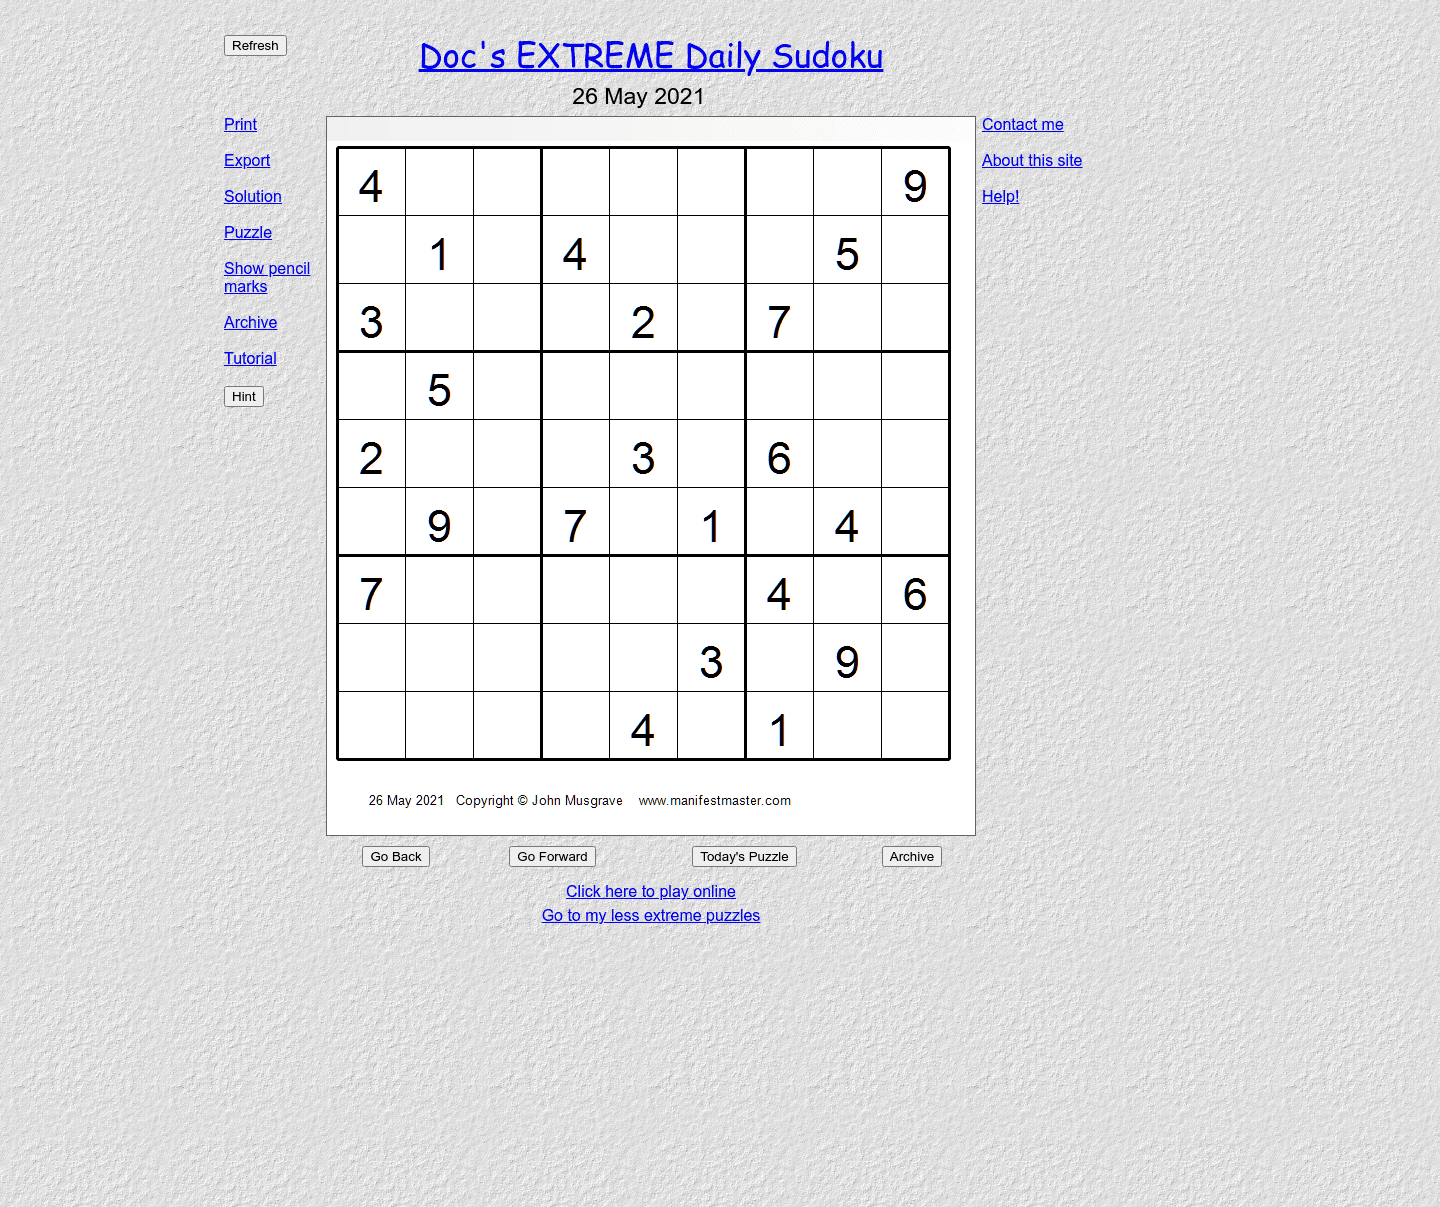 Refresh
Doc's EXTREME Daily Sudoku
26 May 2021
Print
Export
Solution
Puzzle
Show pencil
marks
Archive
Tutorial
Hint
4 9
1 4 5
3 2 7
5
2 3 6
9 7 1 4
7 4 6
3 9
4 1
26 May 2021 Copyright © John Musgrave www.manifestmaster.com
Contact me
About this site
Help!
Go Back Go Forward Today's Puzzle Archive
Click here to play online
Go to my less extreme puzzles